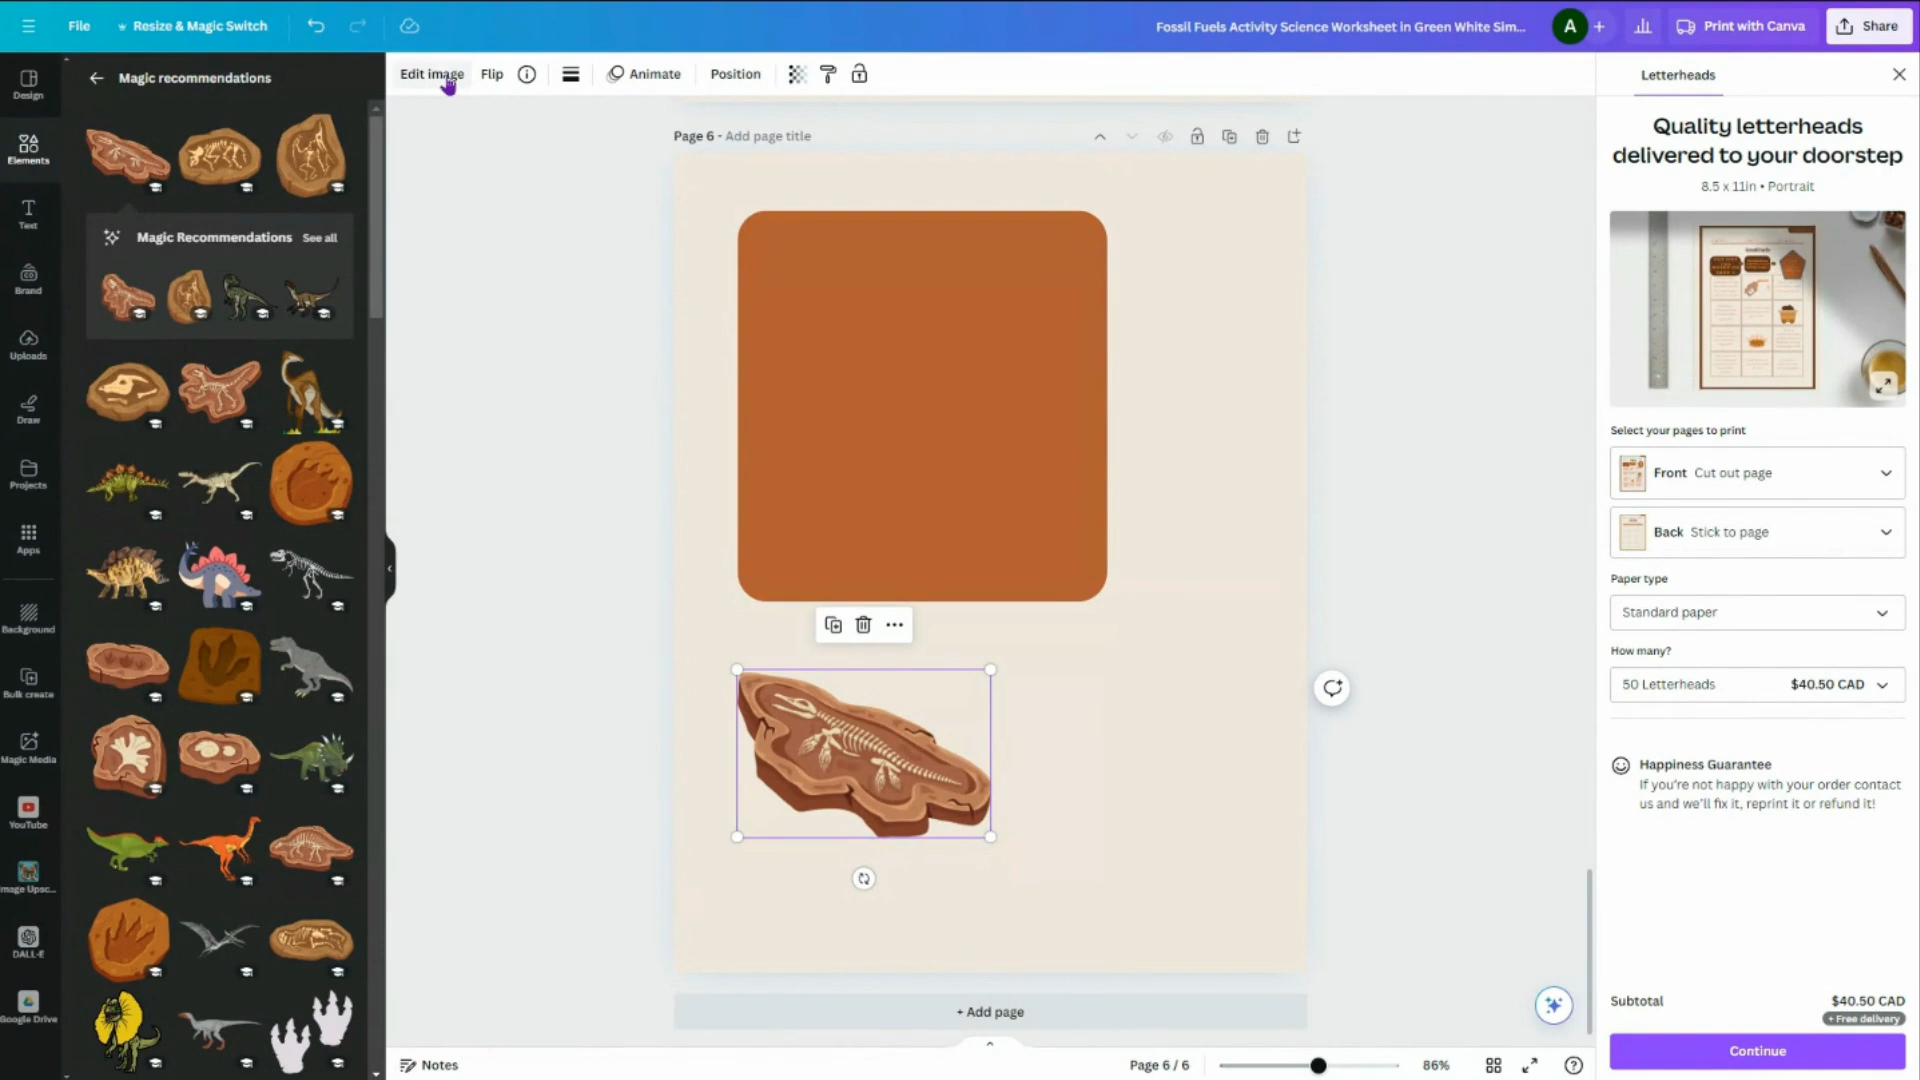 File
Resize & Magic Switch
Fossil Fuels Activity Science Worksheet in Green White Sim...
A
Print with Canva
Share
Design
Elements
Text
Brand
Uploads
Draw
Projects
Apps
Background
Bulk create
Magic Media
YouTube
Image Upsc...
DALL-E
Google Drive
Magic recommendations
Magic Recommendations
See all
Edit image
Flip
Animate
Position
Page 6 - Add page title
+ Add page
Notes
Page 6 / 6
86%
Letterheads
Quality letterheads
delivered to your doorstep
8.5 x 11in • Portrait
Select your pages to print
Front Cut out page
Back Stick to page
Paper type
Standard paper
How many?
50 Letterheads $40.50 CAD
Happiness Guarantee
If you're not happy with your order contact
us and we'll fix it, reprint it or refund it!
Subtotal $40.50 CAD
+ Free delivery
Continue